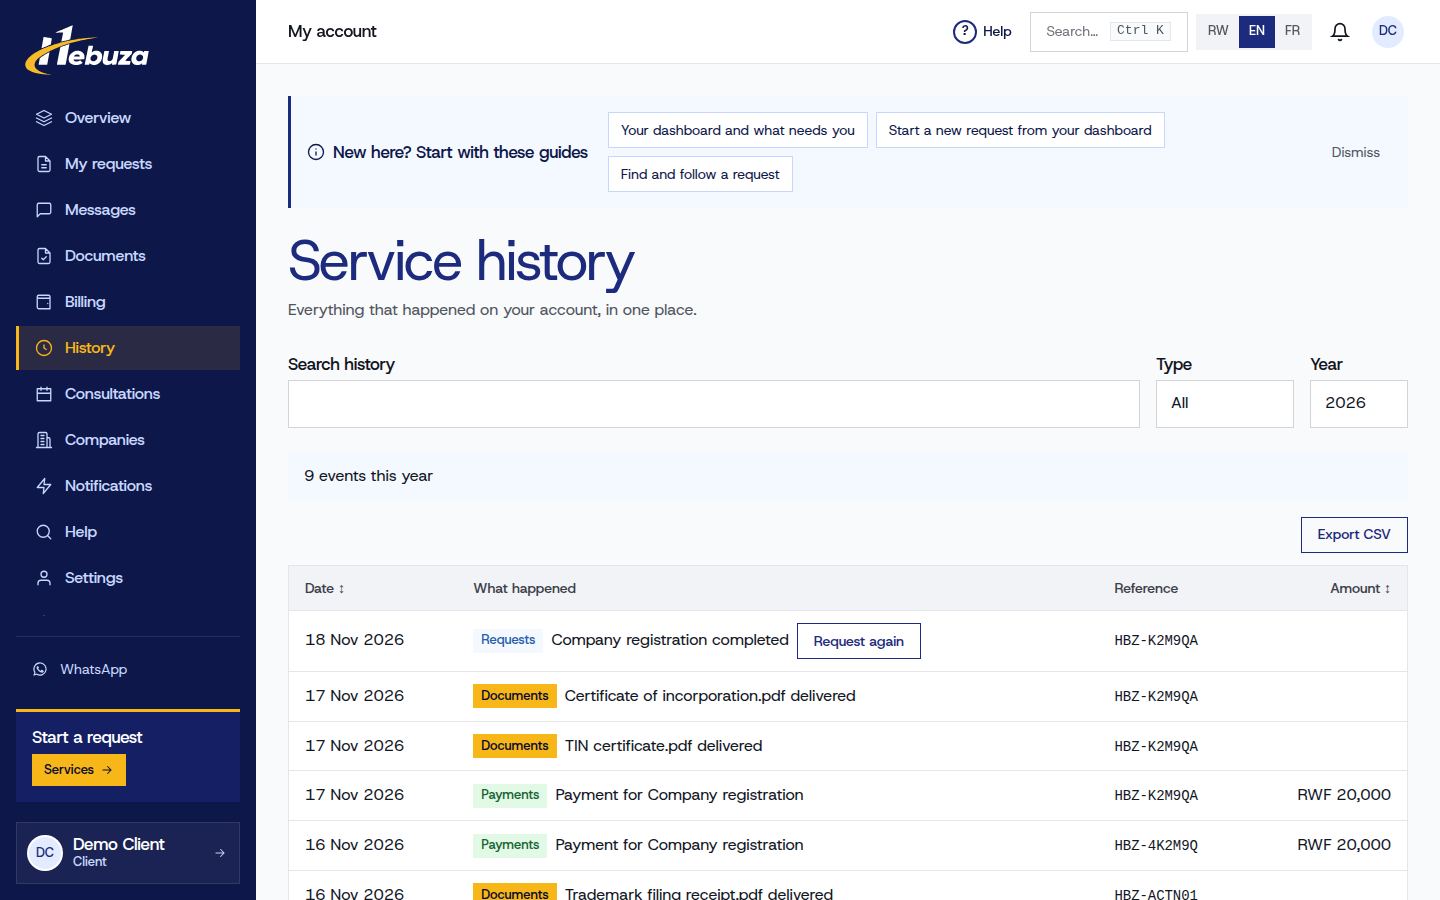 Hebuza
Overview
My requests
Messages
Documents
Billing
History
Consultations
Companies
Notifications
Help
Settings
WhatsApp
Start a request
Services →
DC
Demo Client
Client
→
My account
? Help
Search... Ctrl K
RW EN FR
DC
New here? Start with these guides
Your dashboard and what needs you
Start a new request from your dashboard
Find and follow a request
Dismiss
Service history
Everything that happened on your account, in one place.
Search history
Type
Year
All
2026
9 events this year
Export CSV
Date ↕ What happened Reference Amount ↕
18 Nov 2026 Requests Company registration completed Request again HBZ-K2M9QA
17 Nov 2026 Documents Certificate of incorporation.pdf delivered HBZ-K2M9QA
17 Nov 2026 Documents TIN certificate.pdf delivered HBZ-K2M9QA
17 Nov 2026 Payments Payment for Company registration HBZ-K2M9QA RWF 20,000
16 Nov 2026 Payments Payment for Company registration HBZ-4K2M9Q RWF 20,000
16 Nov 2026 Documents Trademark filing receipt.pdf delivered HBZ-ACTN01